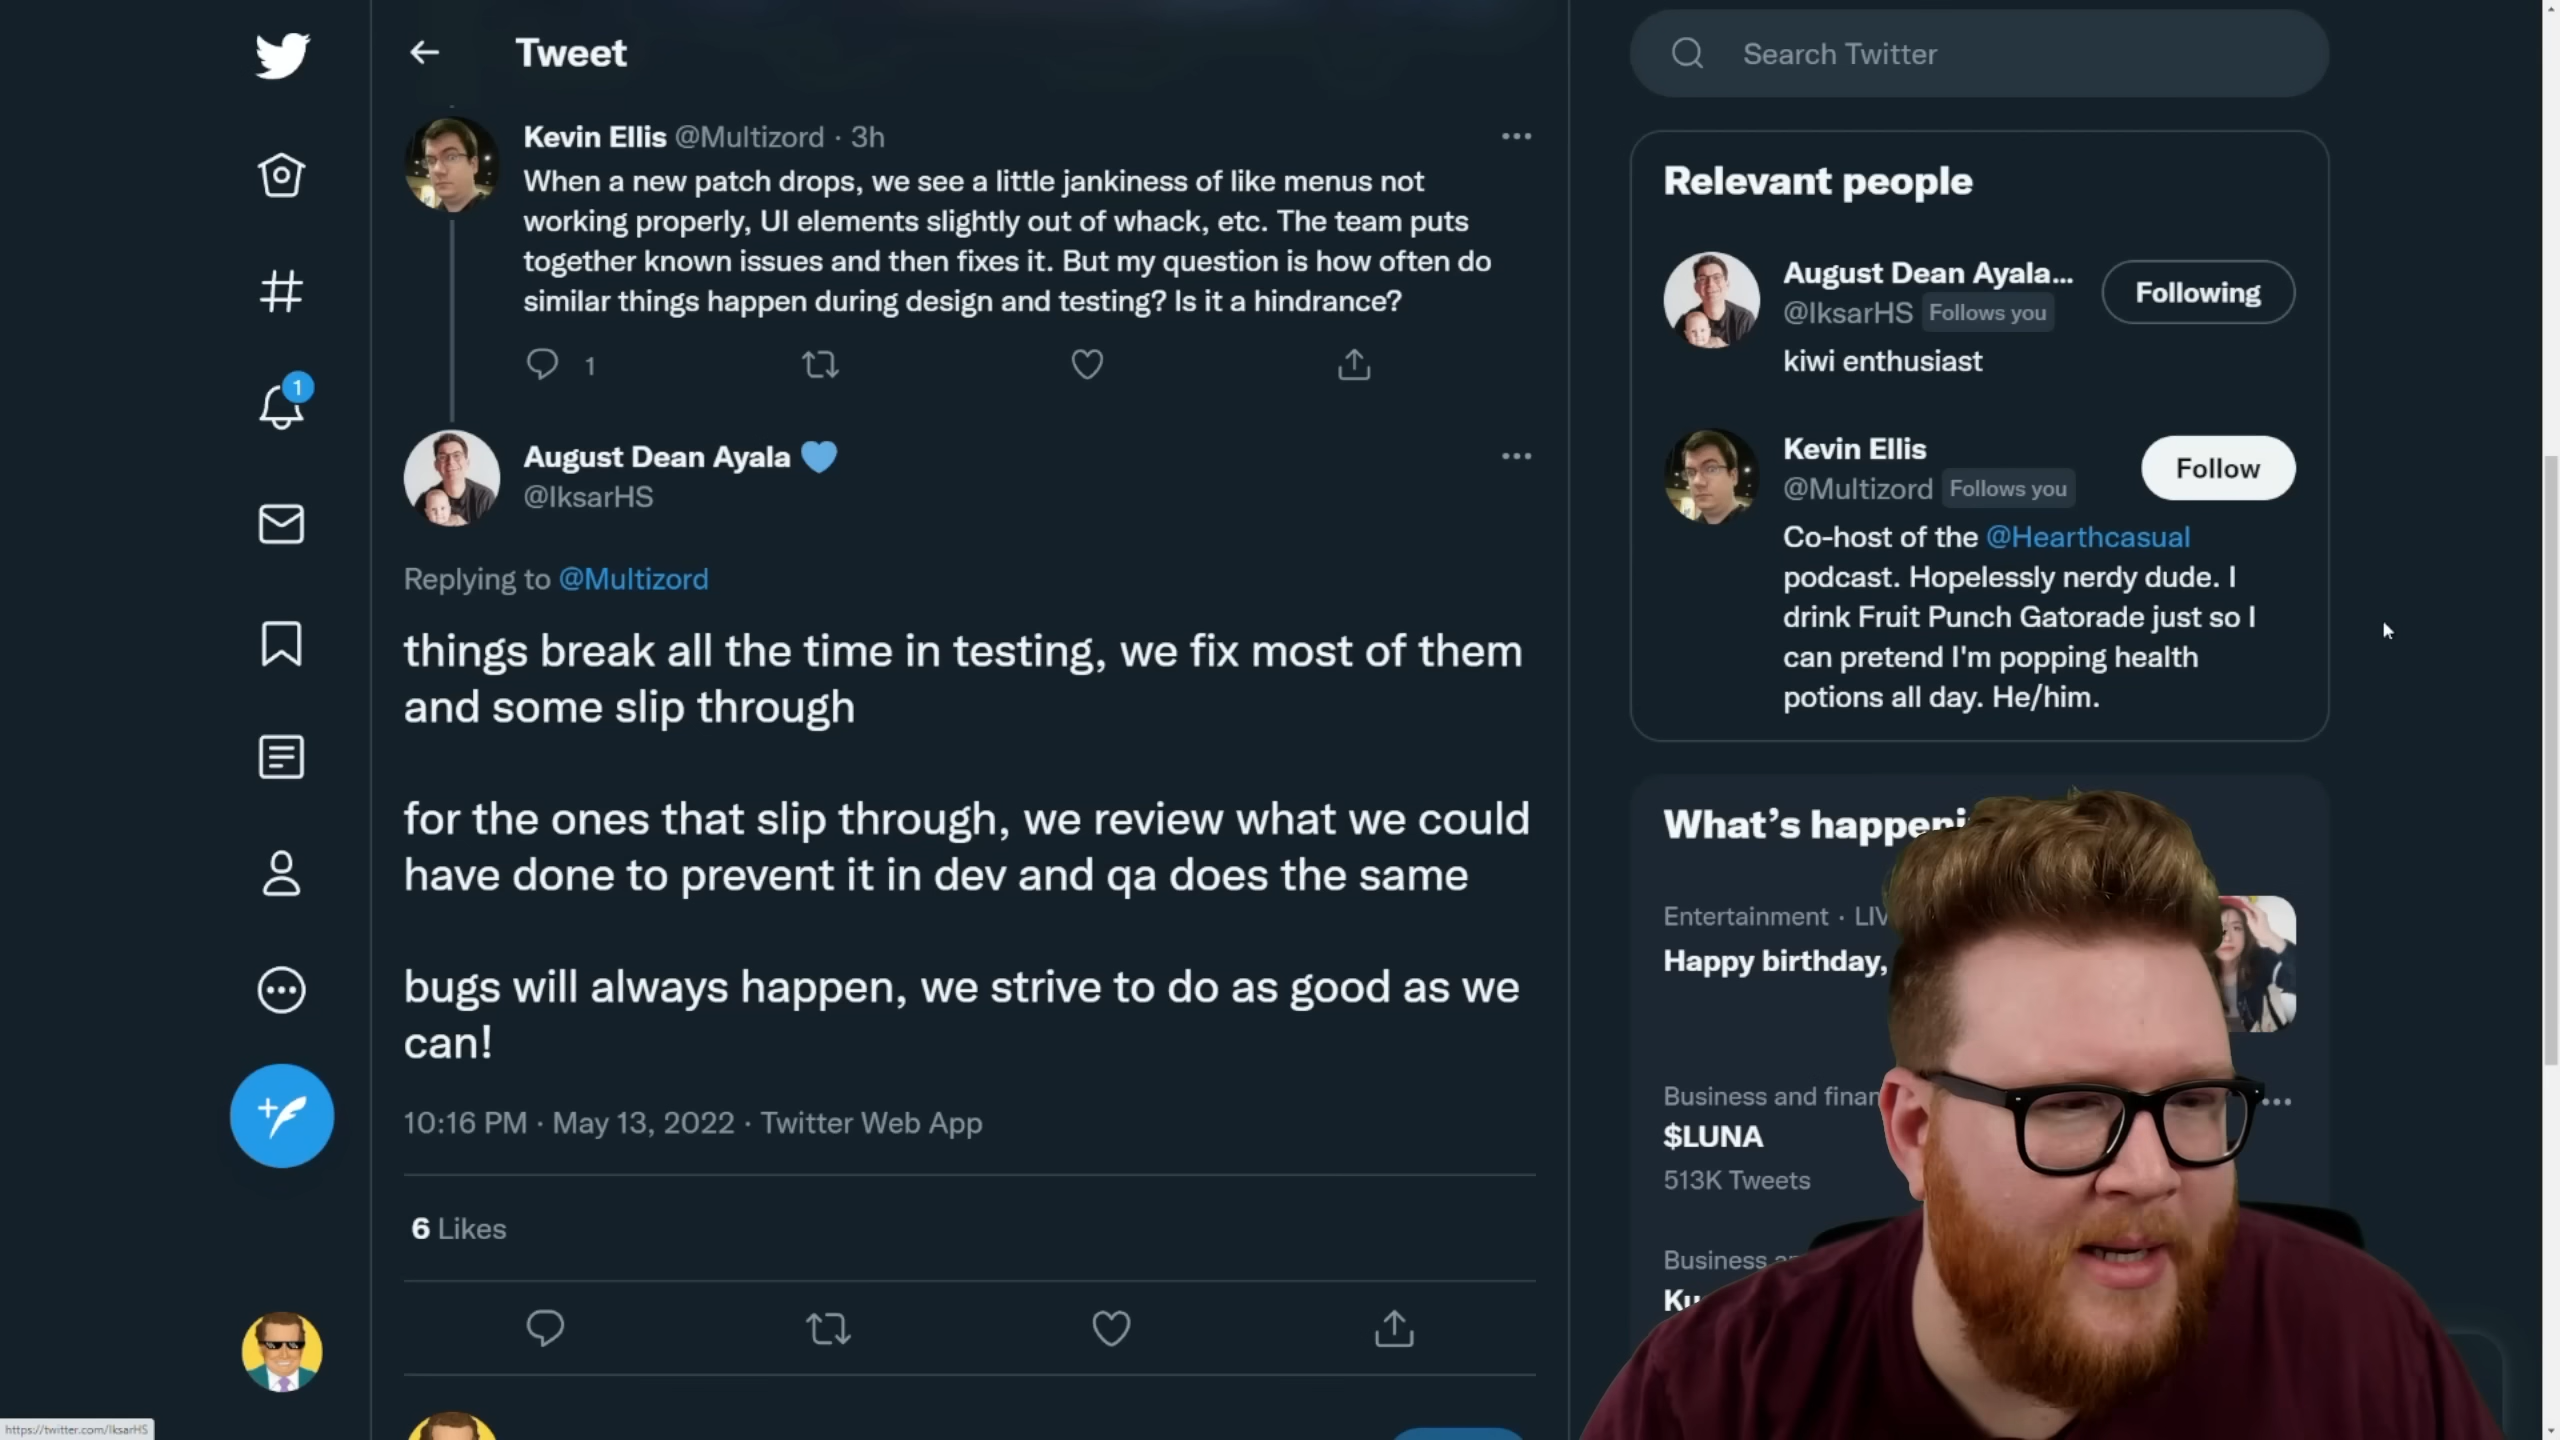 Tweet
Kevin Ellis @Multizord · 3h
When a new patch drops, we see a little jankiness of like menus not
working properly, UI elements slightly out of whack, etc. The team puts
together known issues and then fixes it. But my question is how often do
similar things happen during design and testing? Is it a hindrance?
1
1
August Dean Ayala 💙
@IksarHS
Replying to @Multizord
things break all the time in testing, we fix most of them
and some slip through
for the ones that slip through, we review what we could
have done to prevent it in dev and qa does the same
bugs will always happen, we strive to do as good as we
can!
10:16 PM · May 13, 2022 · Twitter Web App
6 Likes
https://twitter.com/IksarHS
Search Twitter
Relevant people
August Dean Ayala...
@IksarHS Follows you
Following
kiwi enthusiast
Kevin Ellis
@Multizord Follows you
Follow
Co-host of the @Hearthcasual
podcast. Hopelessly nerdy dude. I
drink Fruit Punch Gatorade just so I
can pretend I'm popping health
potions all day. He/him.
What's
Entertainment ·
Happy birthday,
Business and
$LUNA
513K Tweets
Business